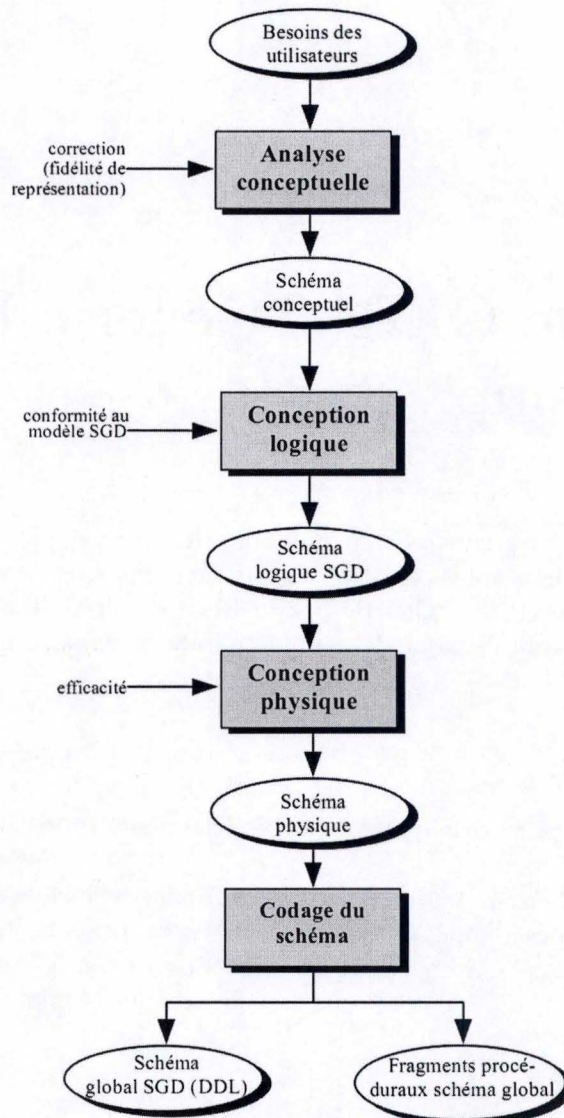 Besoins des
utilisateurs
correction
(fidélité de
représentation)
Analyse
conceptuelle
Schéma
conceptuel
conformité au
modèle SGD
Conception
logique
Schéma
logique SGD
efficacité
Conception
physique
Schéma
physique
Codage du
schéma
Schéma
global SGD (DDL)
Fragments procé-
duraux schéma global